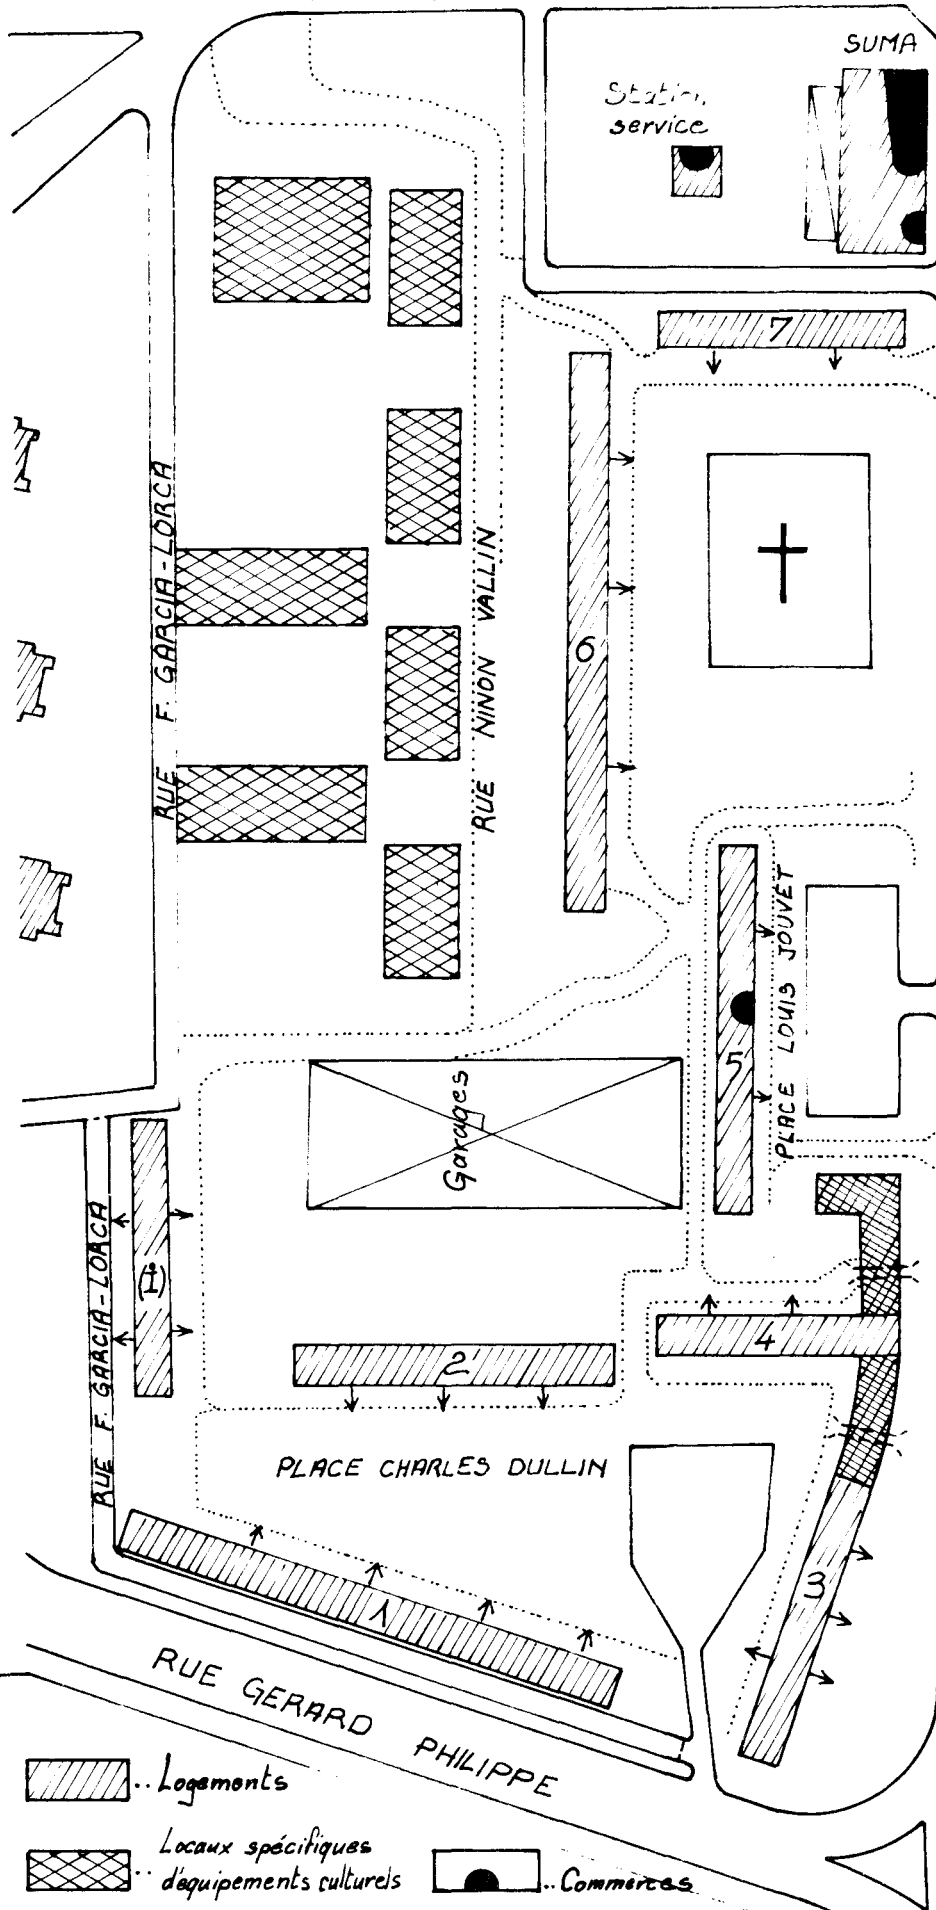 SUMA
Station
service
7
RUE F. GARCIA-LORCA
RUE NINON VALLIN
6
PLACE LOUIS JOUVET
5
Garages
RUE F. GARCIA-LORCA
(1)
2
4
PLACE CHARLES DULLIN
3
1
RUE GERARD PHILIPPE
Logements
Locaux spécifiques
d'équipements culturels
Commerces